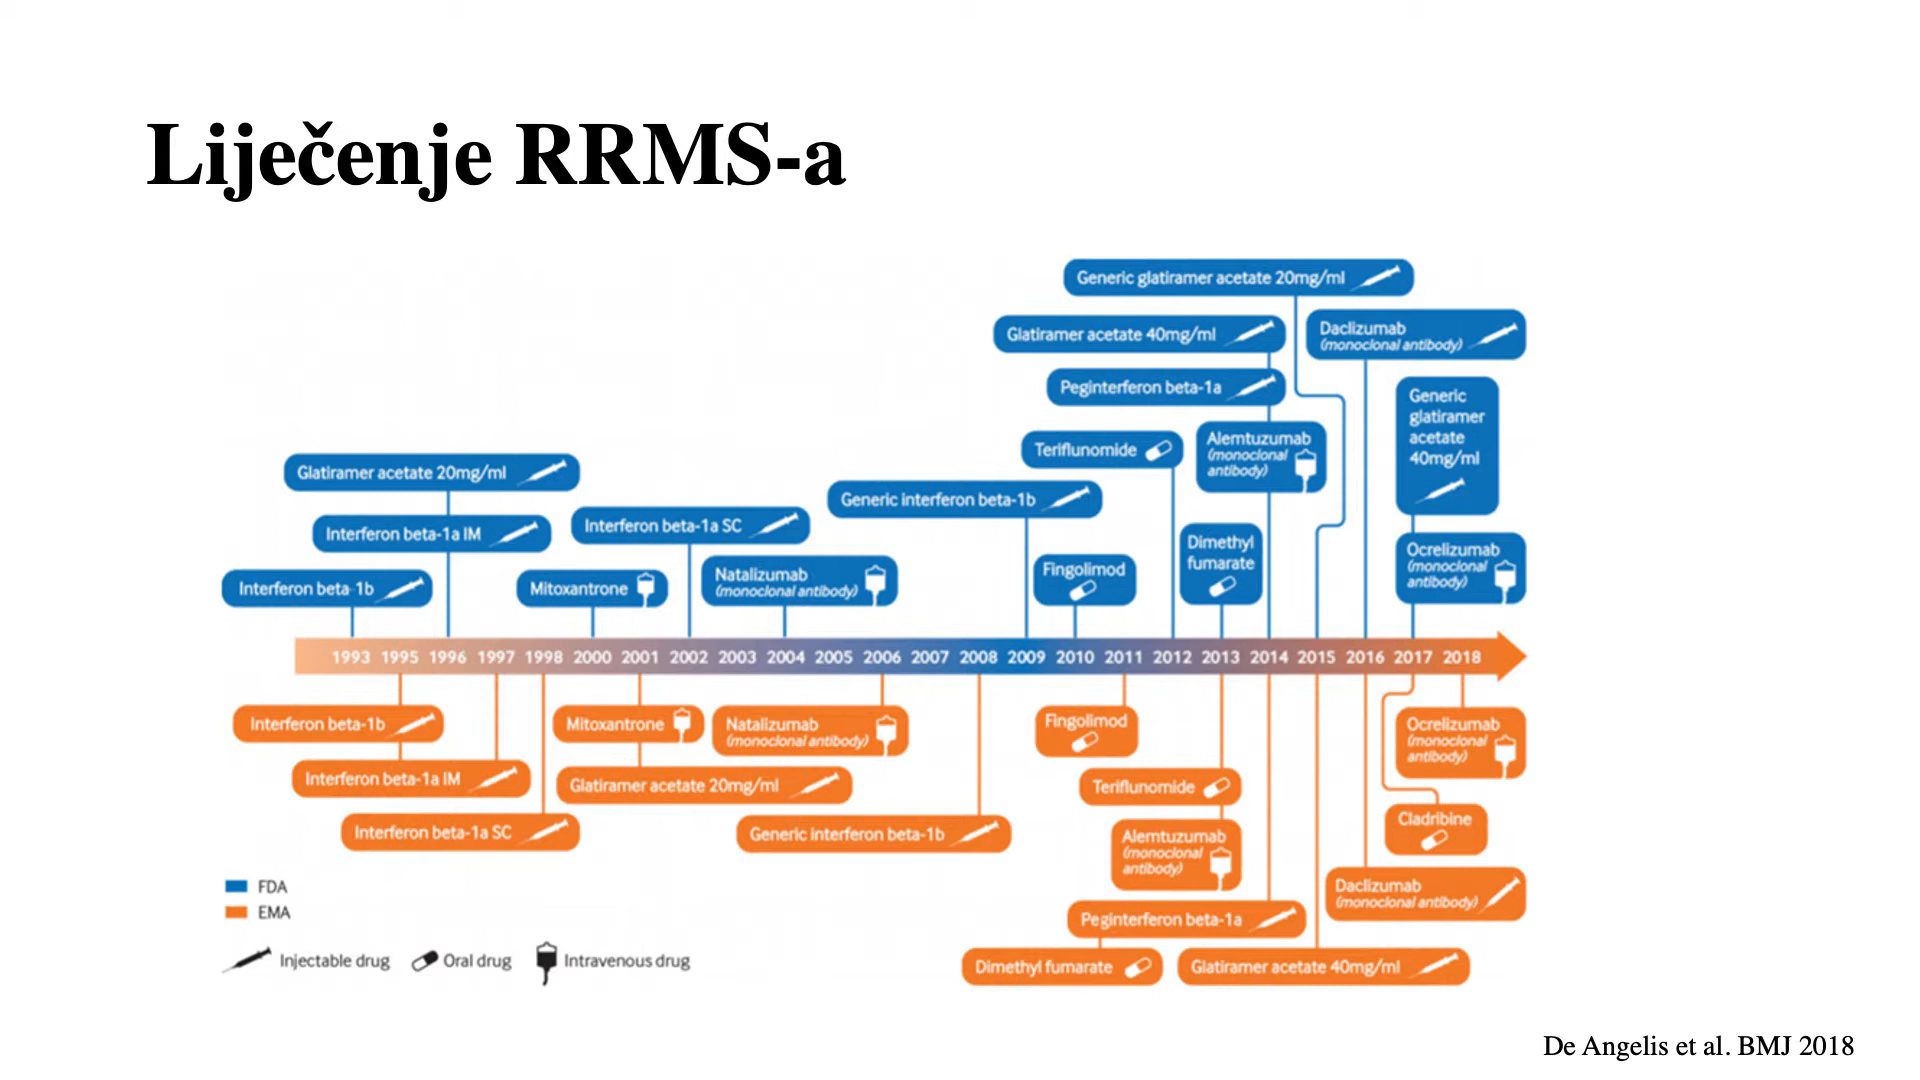 Liječenje RRMS-a
Generic glatiramer acetate 20mg/ml
Glatiramer acetate 40mg/ml
Daclizumab
(monoclonal antibody)
Peginterferon beta-1a
Generic
glatiramer
acetate
40mg/ml
Teriflunomide
Alemtuzumab
(monoclonal
antibody)
Glatiramer acetate 20mg/ml
Generic interferon beta-1b
Interferon beta-1a IM
Interferon beta-1a SC
Dimethyl
fumarate
Ocrelizumab
(monoclonal
antibody)
Interferon beta-1b
Mitoxantrone
Natalizumab
(monoclonal antibody)
Fingolimod
1993 1995 1996 1997 1998 2000 2001 2002 2003 2004 2005 2006 2007 2008 2009 2010 2011 2012 2013 2014 2015 2016 2017 2018
Interferon beta-1b
Mitoxantrone
Natalizumab
(monoclonal antibody)
Fingolimod
Ocrelizumab
(monoclonal
antibody)
Interferon beta-1a IM
Glatiramer acetate 20mg/ml
Teriflunomide
Interferon beta-1a SC
Generic interferon beta-1b
Alemtuzumab
(monoclonal
antibody)
Cladribine
Daclizumab
(monoclonal antibody)
Peginterferon beta-1a
Dimethyl fumarate
Glatiramer acetate 40mg/ml
FDA
EMA
Injectable drug Oral drug Intravenous drug
De Angelis et al. BMJ 2018